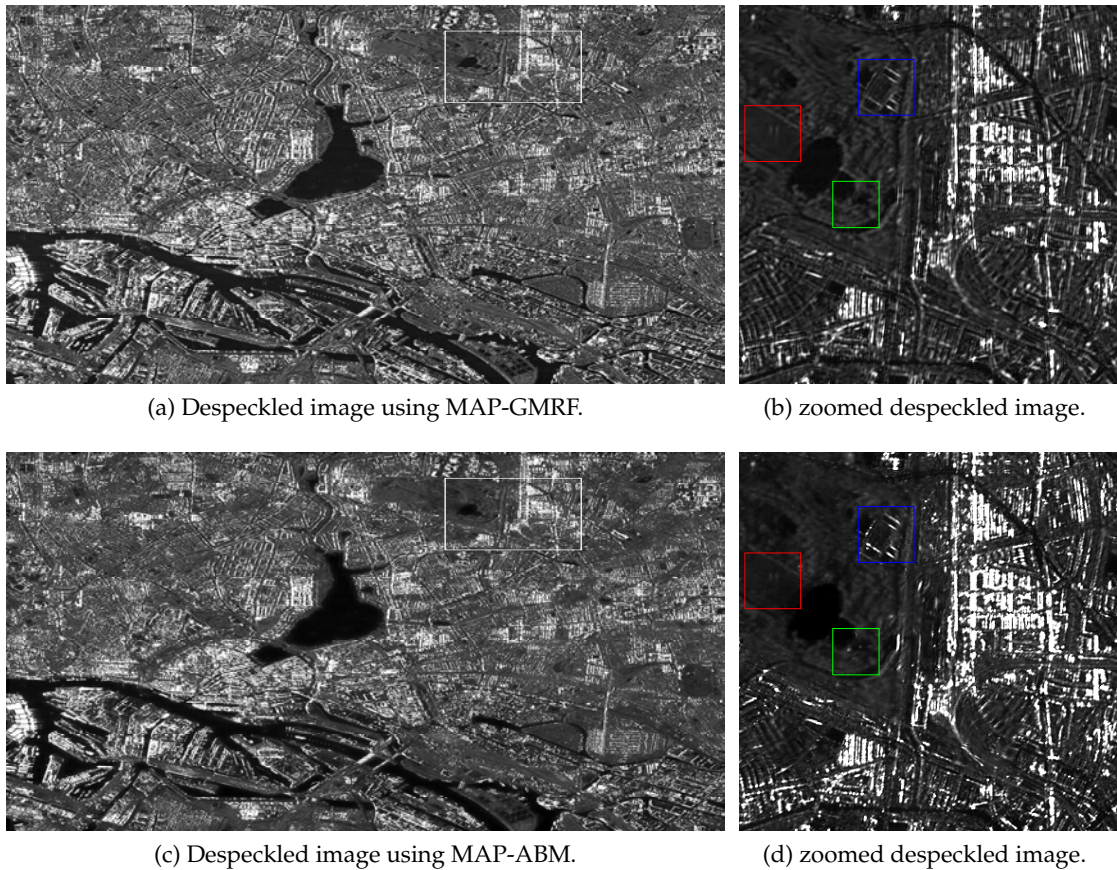 (a) Despeckled image using MAP-GMRF.
(b) zoomed despeckled image.
(c) Despeckled image using MAP-ABM.
(d) zoomed despeckled image.